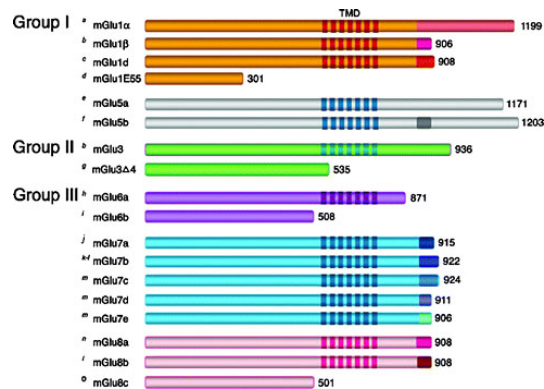 TMD
Group I a mGlu1α 1199
b mGlu1β 906
c mGlu1d 908
d mGlu1E55 301
e mGlu5a 1171
f mGlu5b 1203
Group II b mGlu3 936
g mGlu3Δ4 535
Group III h mGlu6a 871
i mGlu6b 508
j mGlu7a 915
k-l mGlu7b 922
m mGlu7c 924
m mGlu7d 911
m mGlu7e 906
n mGlu8a 908
l mGlu8b 908
o mGlu8c 501